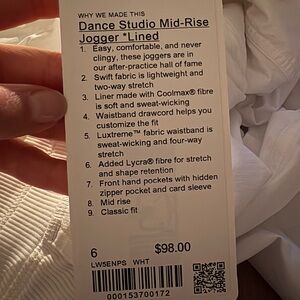 WHY WE MADE THIS
Dance Studio Mid-Rise
Jogger *Lined
1. Easy, comfortable, and never
clingy, these joggers are in
our after-practice hall of fame
2. Swift fabric is lightweight and
two-way stretch
3. Liner made with Coolmax® fibre
is soft and sweat-wicking
4. Waistband drawcord helps you
customize the fit
5. Luxtreme™ fabric waistband is
sweat-wicking and four-way
stretch
6. Added Lycra® fibre for stretch
and shape retention
7. Front hand pockets with hidden
zipper pocket and card sleeve
8. Mid rise
9. Classic fit
6 $98.00
LW5ENPS WHT
000153700172